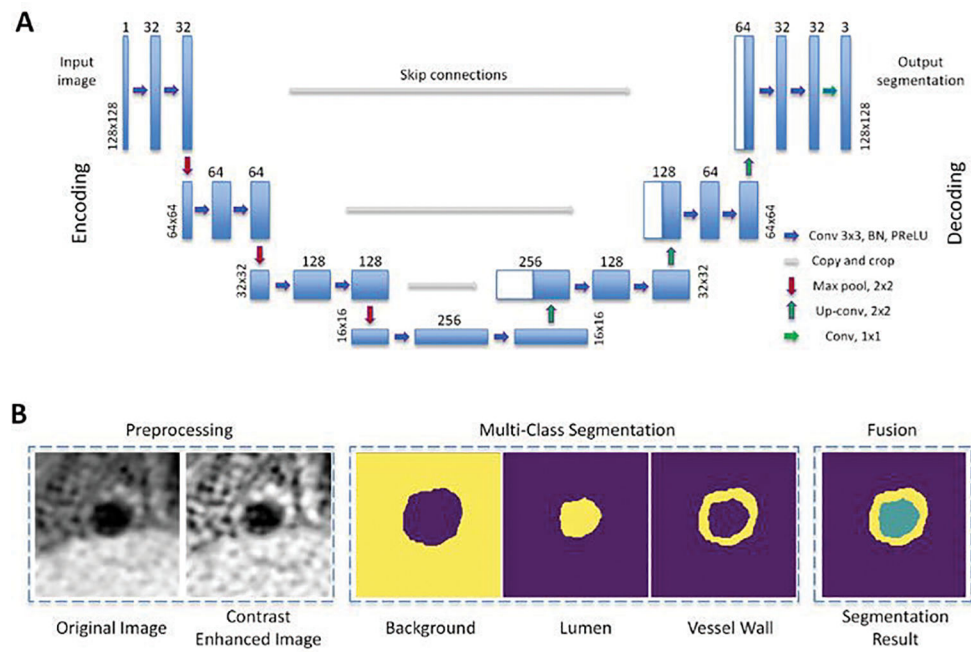 A
1 32 32
64 32 32 3
Input
image
Skip connections
Output
segmentation
128x128
128x128
Encoding
Decoding
64 64
128 64
64x64
64x64
128 128
256 128
32x32
32x32
256
16x16
16x16
Conv 3x3, BN, PReLU
Copy and crop
Max pool, 2x2
Up-conv, 2x2
Conv, 1x1
B
Preprocessing
Multi-Class Segmentation
Fusion
Original Image
Contrast
Enhanced Image
Background
Lumen
Vessel Wall
Segmentation
Result